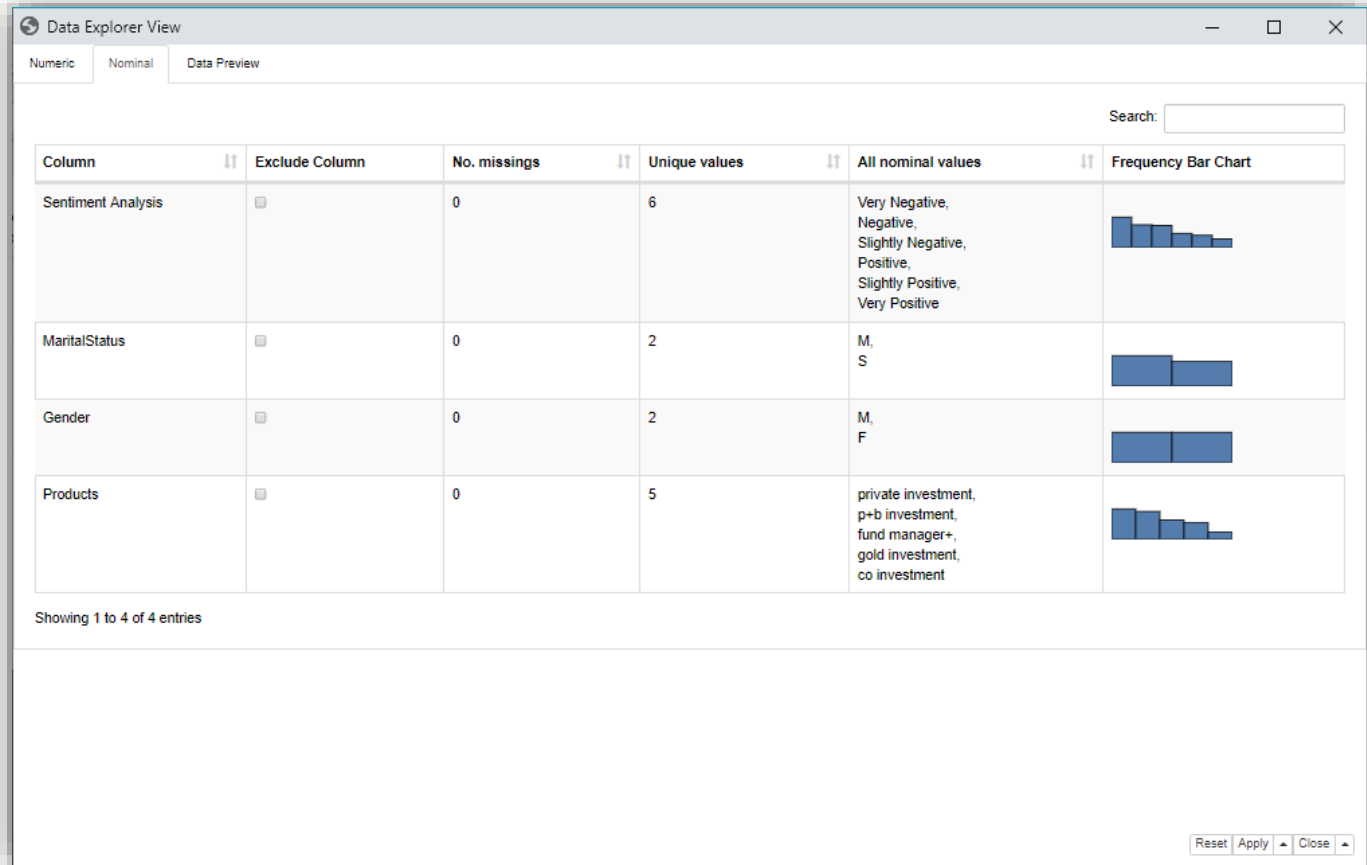 Data Explorer View
Numeric Nominal Data Preview
Search:
Column Exclude Column No. missings Unique values All nominal values Frequency Bar Chart
Sentiment Analysis 0 6 Very Negative,
Negative,
Slightly Negative,
Positive,
Slightly Positive,
Very Positive
MaritalStatus 0 2 M,
S
Gender 0 2 M,
F
Products 0 5 private investment,
p+b investment,
fund manager+,
gold investment,
co investment
Showing 1 to 4 of 4 entries
Reset Apply Close